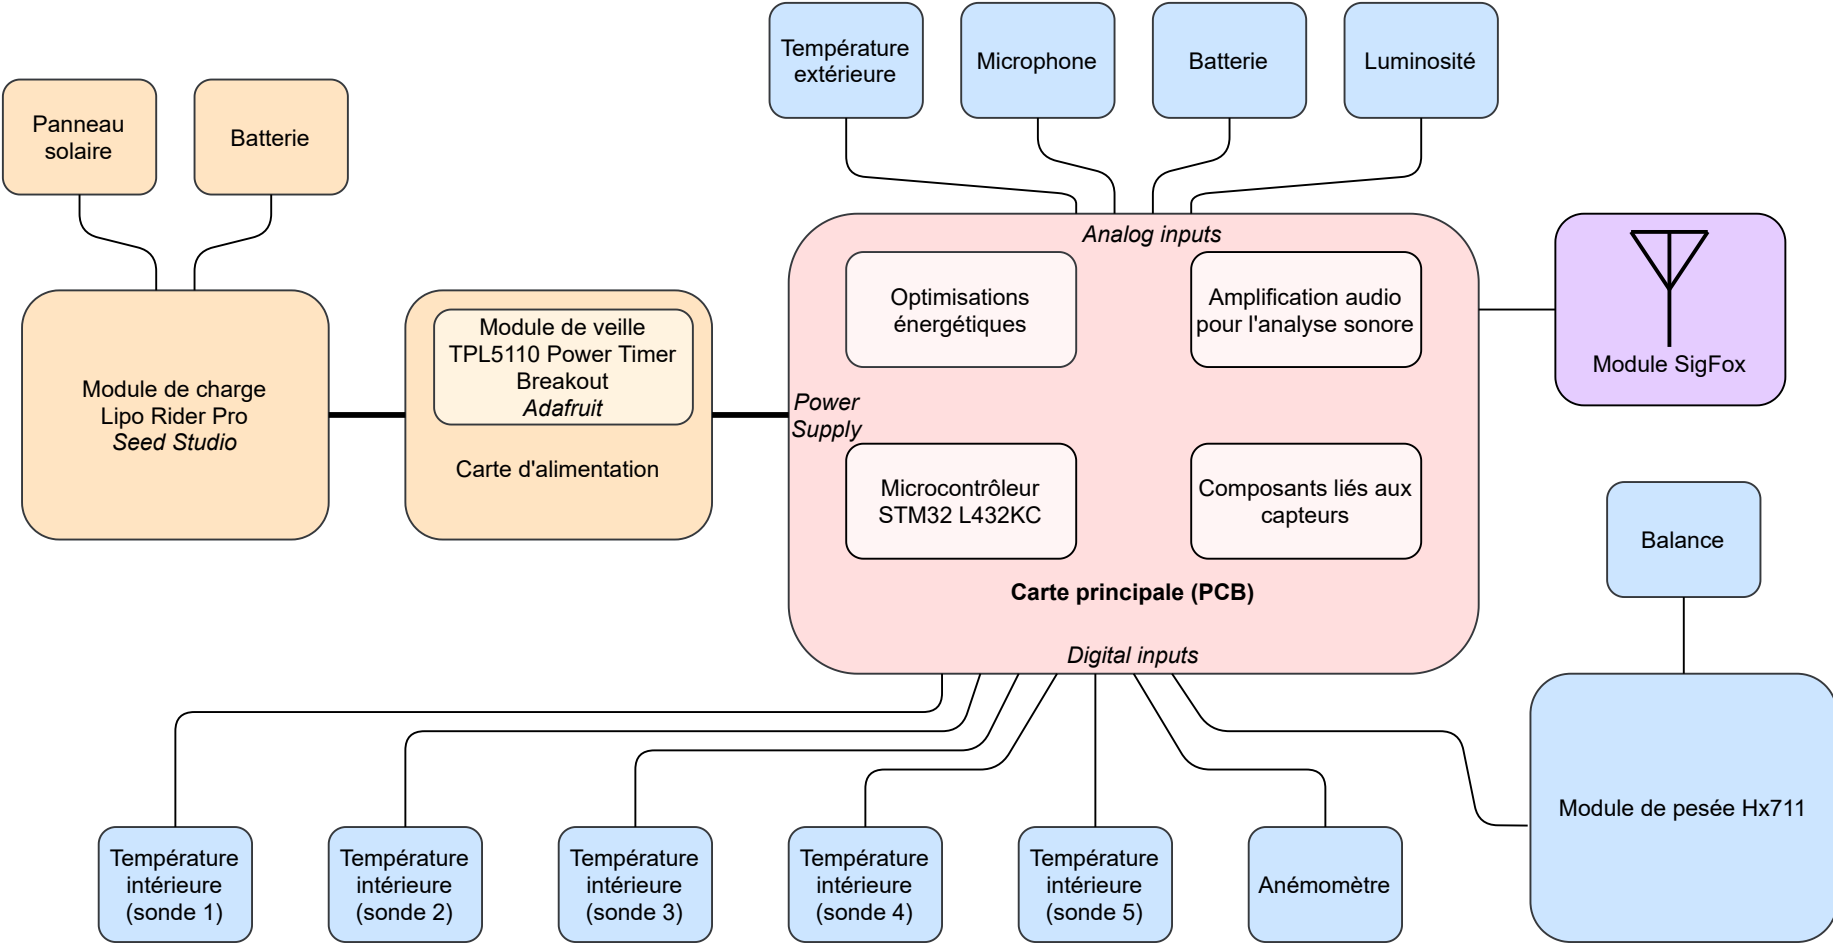 Température
extérieure
Microphone
Batterie
Luminosité
Panneau
solaire
Batterie
Module de charge
Lipo Rider Pro
Seed Studio
Module de veille
TPL5110 Power Timer
Breakout
Adafruit
Carte d'alimentation
Analog inputs
Optimisations
énergétiques
Amplification audio
pour l'analyse sonore
Power
Supply
Microcontrôleur
STM32 L432KC
Composants liés aux
capteurs
Carte principale (PCB)
Digital inputs
Module SigFox
Balance
Module de pesée Hx711
Température
intérieure
(sonde 1)
Température
intérieure
(sonde 2)
Température
intérieure
(sonde 3)
Température
intérieure
(sonde 4)
Température
intérieure
(sonde 5)
Anémomètre